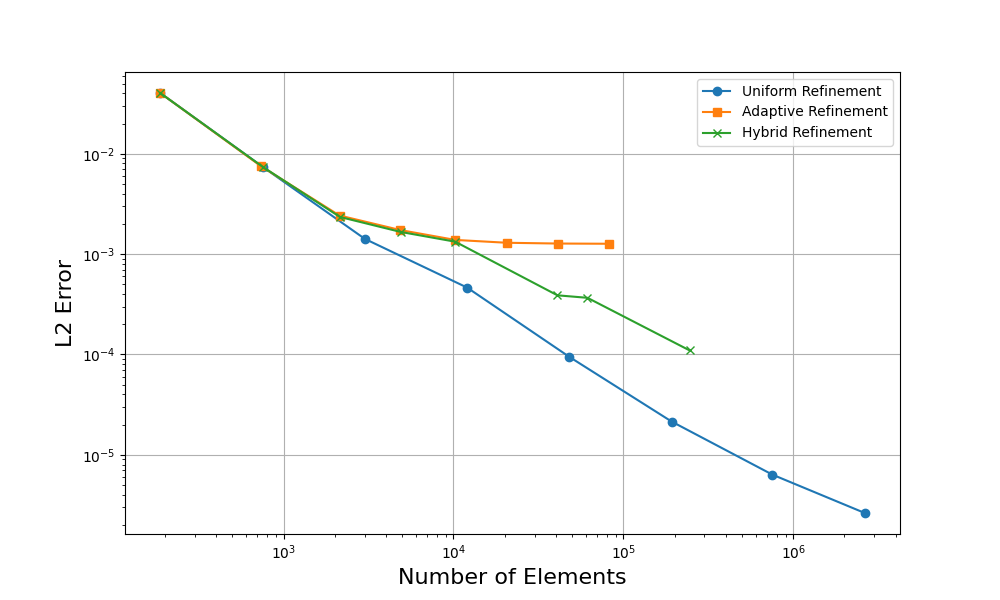 Uniform Refinement
Adaptive Refinement
Hybrid Refinement
10⁻²
10⁻³
10⁻⁴
10⁻⁵
L2 Error
10³ 10⁴ 10⁵ 10⁶
Number of Elements